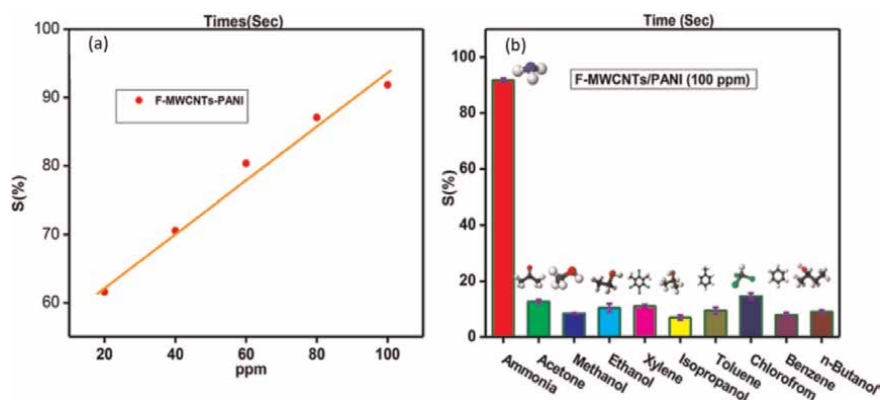 Times(Sec)
(a)
100
90
80
70
60
S(%)
F-MWCNTs-PANI
20 40 60 80 100
ppm
Time (Sec)
(b)
100
80
60
40
20
0
S(%)
F-MWCNTs/PANI (100 ppm)
Ammonia
Acetone
Methanol
Ethanol
Xylene
Isopropanol
Toluene
Chlorofrom
Benzene
n-Butanol